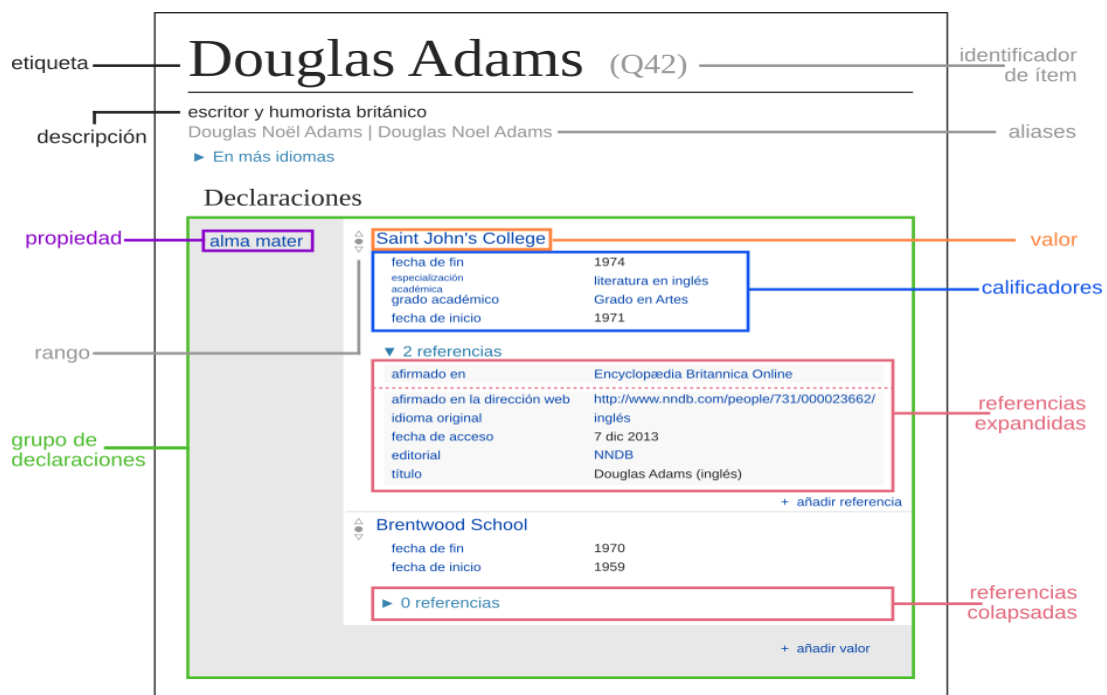 etiqueta
Douglas Adams (Q42)
identificador
de ítem
descripción
escritor y humorista británico
Douglas Noël Adams | Douglas Noel Adams
aliases
► En más idiomas
Declaraciones
propiedad
alma mater
Saint John's College
valor
fecha de fin 1974
especialización
académica
literatura en inglés
grado académico Grado en Artes
fecha de inicio 1971
calificadores
rango
▼ 2 referencias
afirmado en Encyclopædia Britannica Online
afirmado en la dirección web http://www.nndb.com/people/731/000023662/
idioma original inglés
fecha de acceso 7 dic 2013
editorial NNDB
título Douglas Adams (inglés)
referencias
expandidas
grupo de
declaraciones
+ añadir referencia
Brentwood School
fecha de fin 1970
fecha de inicio 1959
► 0 referencias
referencias
colapsadas
+ añadir valor